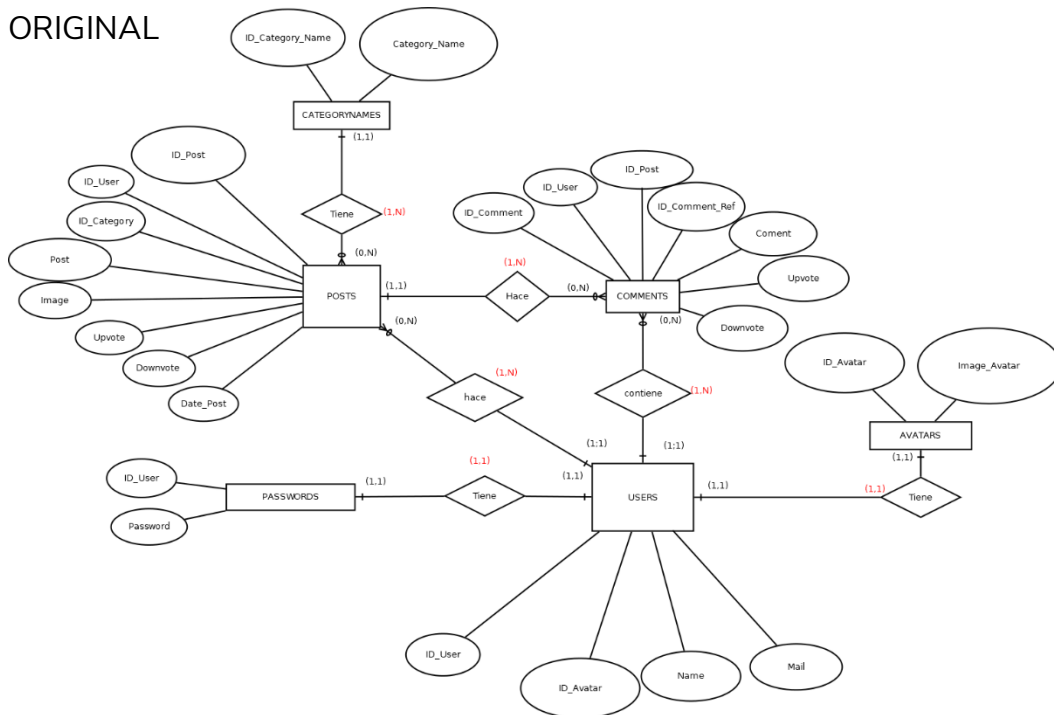 ORIGINAL
ID_Category_Name
Category_Name
CATEGORYNAMES
(1,1)
ID_Post
ID_User
ID_Category
Post
Image
Upvote
Downvote
Date_Post
Tiene
(1,N)
(0,N)
POSTS
(1,1)
(0,N)
(1,N)
Hace
(0,N)
ID_Comment
ID_User
ID_Post
ID_Comment_Ref
Coment
Upvote
Downvote
COMMENTS
(0,N)
(1,N)
hace
contiene
(1,N)
ID_Avatar
Image_Avatar
AVATARS
(1,1)
(1;1)
(1;1)
ID_User
Password
PASSWORDS
(1,1)
(1,1)
Tiene
(1,1)
USERS
(1,1)
(1,1)
Tiene
ID_User
ID_Avatar
Name
Mail